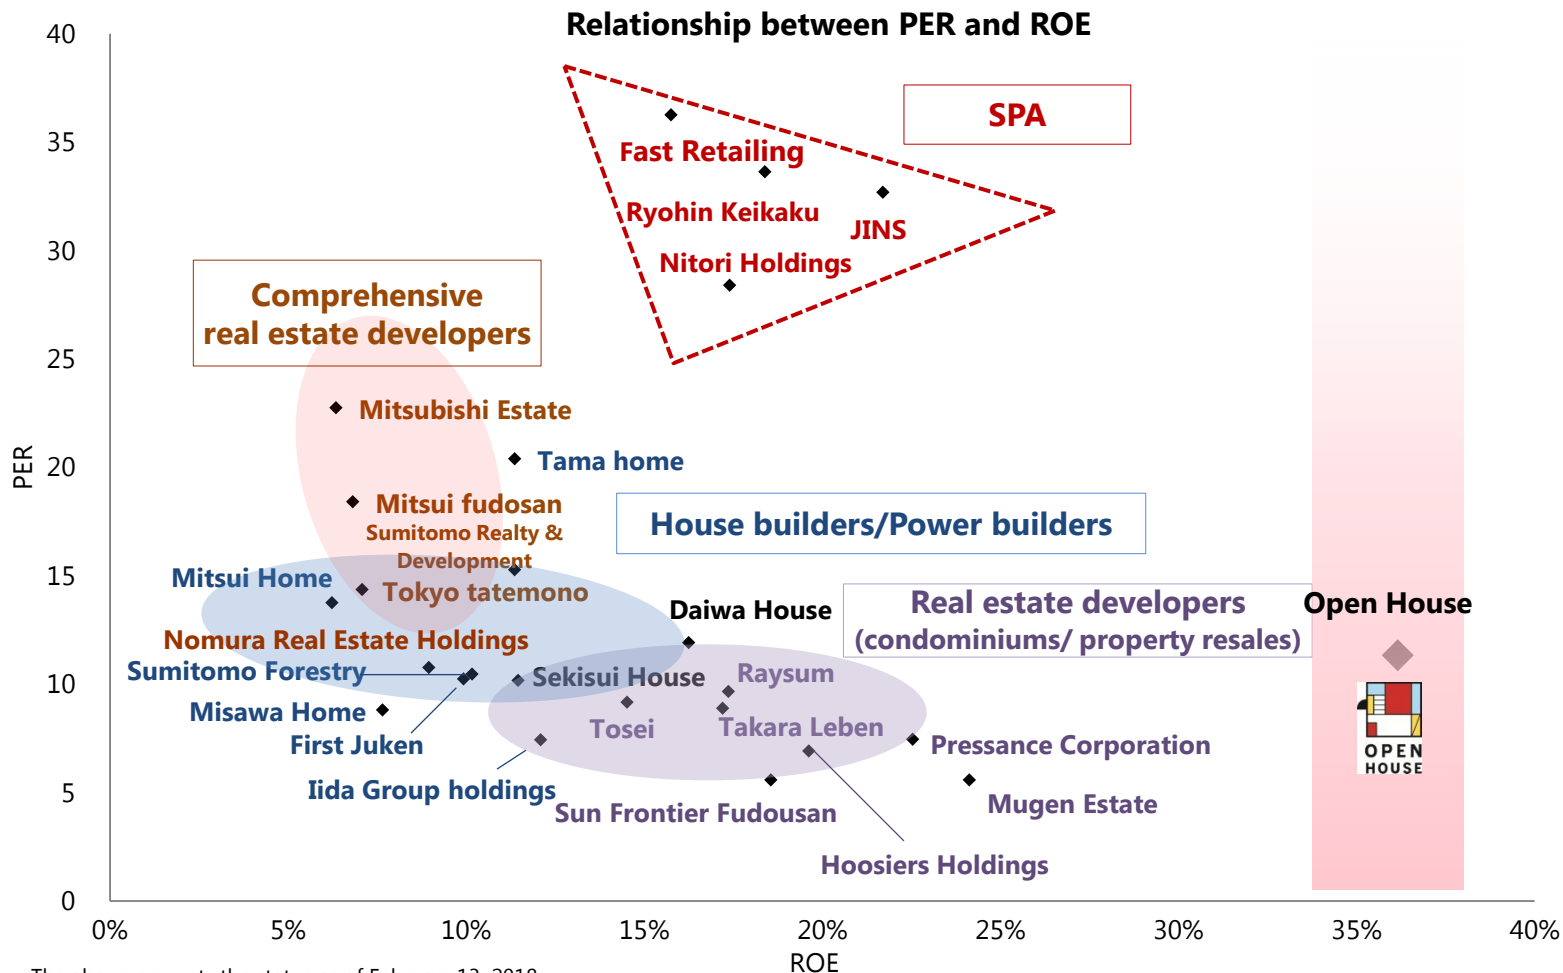 Relationship between PER and ROE
40
35
30
25
20
15
10
5
0
PER
SPA
Fast Retailing
Ryohin Keikaku
JINS
Nitori Holdings
Comprehensive
real estate developers
Mitsubishi Estate
Tama home
Mitsui fudosan
Sumitomo Realty &
Development
House builders/Power builders
Mitsui Home
Tokyo tatemono
Daiwa House
Real estate developers
(condominiums/ property resales)
Open House
Nomura Real Estate Holdings
Sumitomo Forestry
Sekisui House
Raysum
Misawa Home
Tosei
Takara Leben
First Juken
Pressance Corporation
Iida Group holdings
Sun Frontier Fudousan
Mugen Estate
Hoosiers Holdings
OPEN
HOUSE
0%
5%
10%
15%
20%
25%
30%
35%
40%
ROE